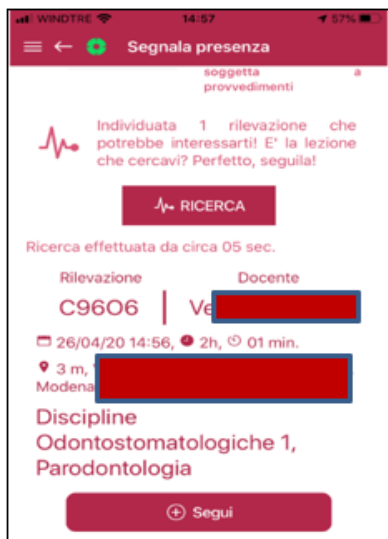 WINDTRE 14:57 57%
Segnala presenza
soggetta a
provvedimenti
Individuata 1 rilevazione che
potrebbe interessarti! E' la lezione
che cercavi? Perfetto, seguila!
RICERCA
Ricerca effettuata da circa 05 sec.
Rilevazione Docente
C96O6 Ve
26/04/20 14:56, 2h, 01 min.
3 m,
Modena
Discipline
Odontostomatologiche 1,
Parodontologia
Segui